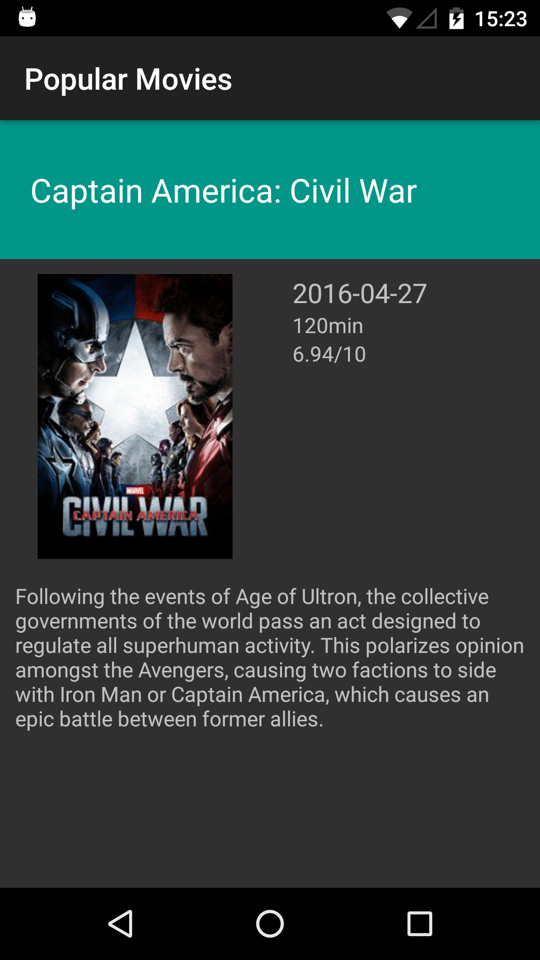 15:23
Popular Movies
Captain America: Civil War
2016-04-27
120min
6.94/10
MARVEL
CIVIL WAR
CAPTAIN AMERICA
Following the events of Age of Ultron, the collective
governments of the world pass an act designed to
regulate all superhuman activity. This polarizes opinion
amongst the Avengers, causing two factions to side
with Iron Man or Captain America, which causes an
epic battle between former allies.